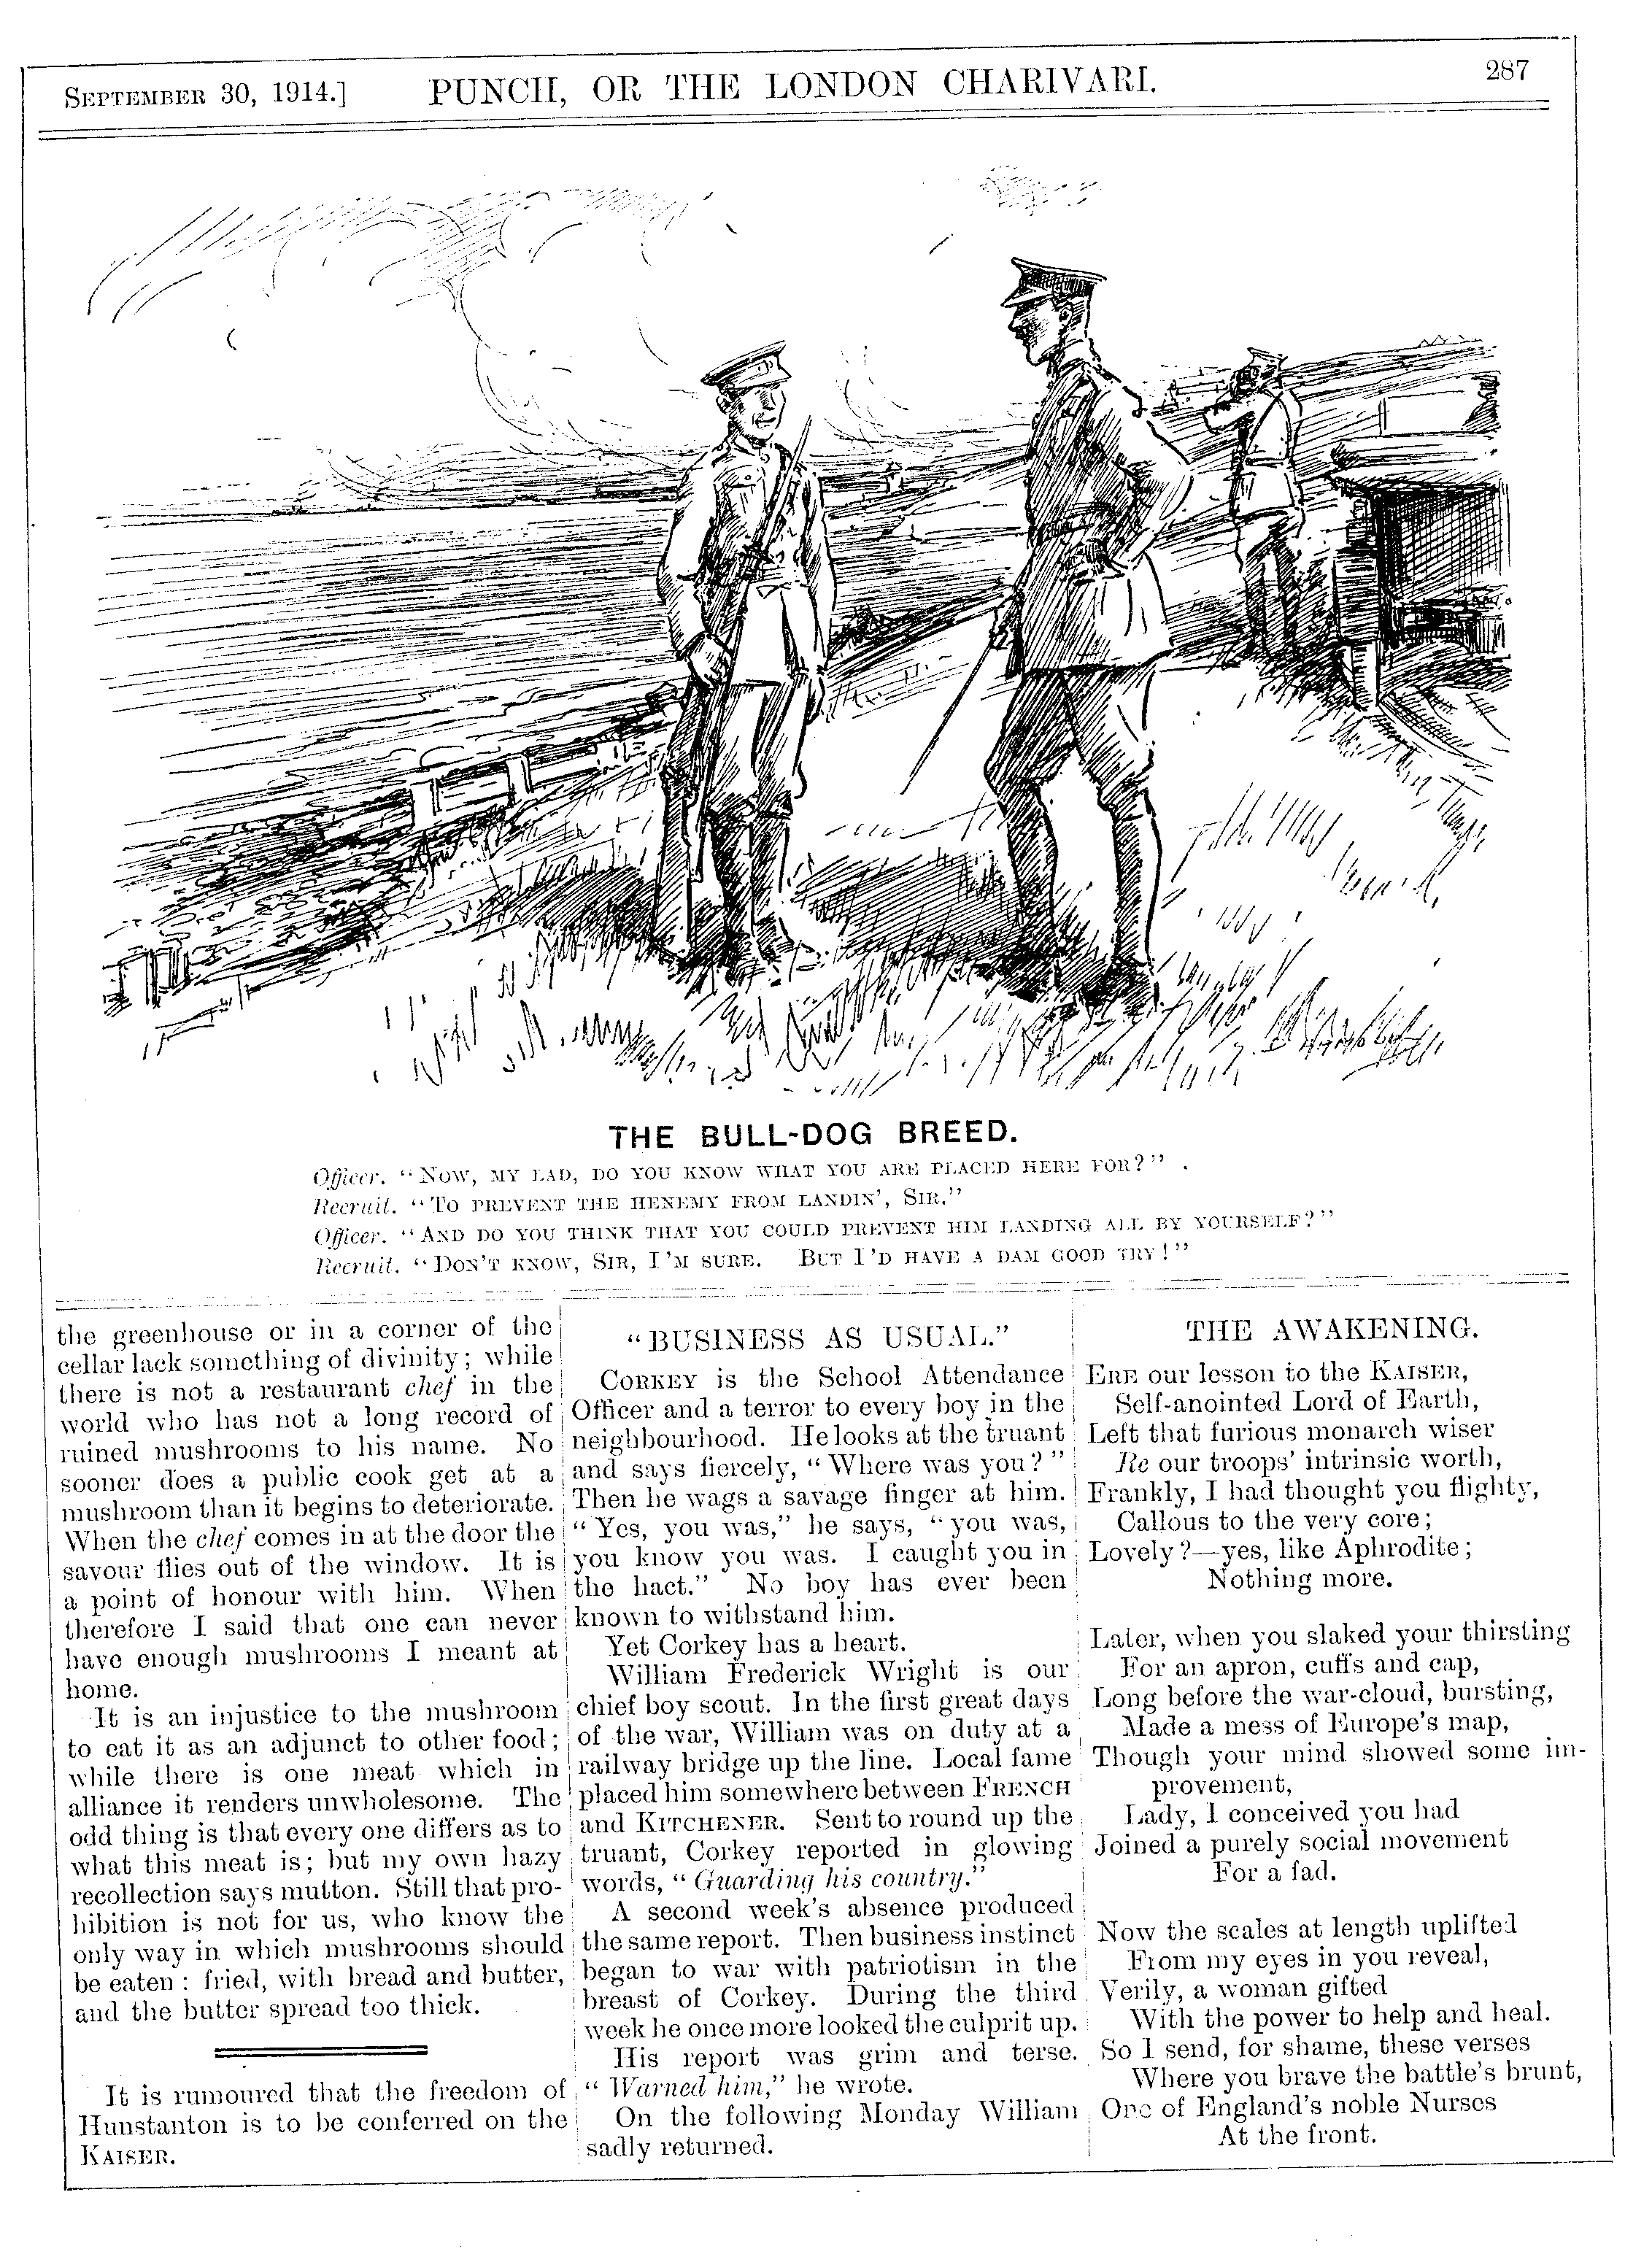 SEPTEMBER 30, 1914.] PUNCH, OR THE LONDON CHARIVARI. 287
THE BULL-DOG BREED.
Officer. "NOW, MY LAD, DO YOU KNOW WHAT YOU ARE PLACED HERE FOR?"
Recruit. "TO PREVENT THE HENEMY FROM LANDIN', SIR."
Officer. "AND DO YOU THINK THAT YOU COULD PREVENT HIM LANDING ALL BY YOURSELF?"
Recruit. "DON'T KNOW, SIR, I'M SURE. BUT I'D HAVE A DAM GOOD TRY!"
the greenhouse or in a corner of the
cellar lack something of divinity; while
there is not a restaurant chef in the
world who has not a long record of
ruined mushrooms to his name. No
sooner does a public cook get at a
mushroom than it begins to deteriorate.
When the chef comes in at the door the
savour flies out of the window. It is
a point of honour with him. When
therefore I said that one can never
have enough mushrooms I meant at
home.
It is an injustice to the mushroom
to eat it as an adjunct to other food;
while there is one meat which in
alliance it renders unwholesome. The
odd thing is that every one differs as to
what this meat is; but my own hazy
recollection says mutton. Still that pro-
hibition is not for us, who know the
only way in which mushrooms should
be eaten: fried, with bread and butter,
and the butter spread too thick.
It is rumoured that the freedom of
Hunstanton is to be conferred on the
KAISER.
"BUSINESS AS USUAL."
CORKEY is the School Attendance
Officer and a terror to every boy in the
neighbourhood. He looks at the truant
and says fiercely, "Where was you?"
Then he wags a savage finger at him.
"Yes, you was," he says, "you was,
you know you was. I caught you in
the hact." No boy has ever been
known to withstand him.
Yet Corkey has a heart.
William Frederick Wright is our
chief boy scout. In the first great days
of the war, William was on duty at a
railway bridge up the line. Local fame
placed him somewhere between FRENCH
and KITCHENER. Sent to round up the
truant, Corkey reported in glowing
words, "Guarding his country."
A second week's absence produced
the same report. Then business instinct
began to war with patriotism in the
breast of Corkey. During the third
week he once more looked the culprit up.
His report was grim and terse.
"Warned him," he wrote.
On the following Monday William
sadly returned.
THE AWAKENING.
ERE our lesson to the KAISER,
Self-anointed Lord of Earth,
Left that furious monarch wiser
Re our troops' intrinsic worth,
Frankly, I had thought you flighty,
Callous to the very core;
Lovely?—yes, like Aphrodite;
Nothing more.
Later, when you slaked your thirsting
For an apron, cuffs and cap,
Long before the war-cloud, bursting,
Made a mess of Europe's map,
Though your mind showed some im-
provement,
Lady, I conceived you had
Joined a purely social movement
For a fad.
Now the scales at length uplifted
From my eyes in you reveal,
Verily, a woman gifted
With the power to help and heal.
So I send, for shame, these verses
Where you brave the battle's brunt,
One of England's noble Nurses
At the front.